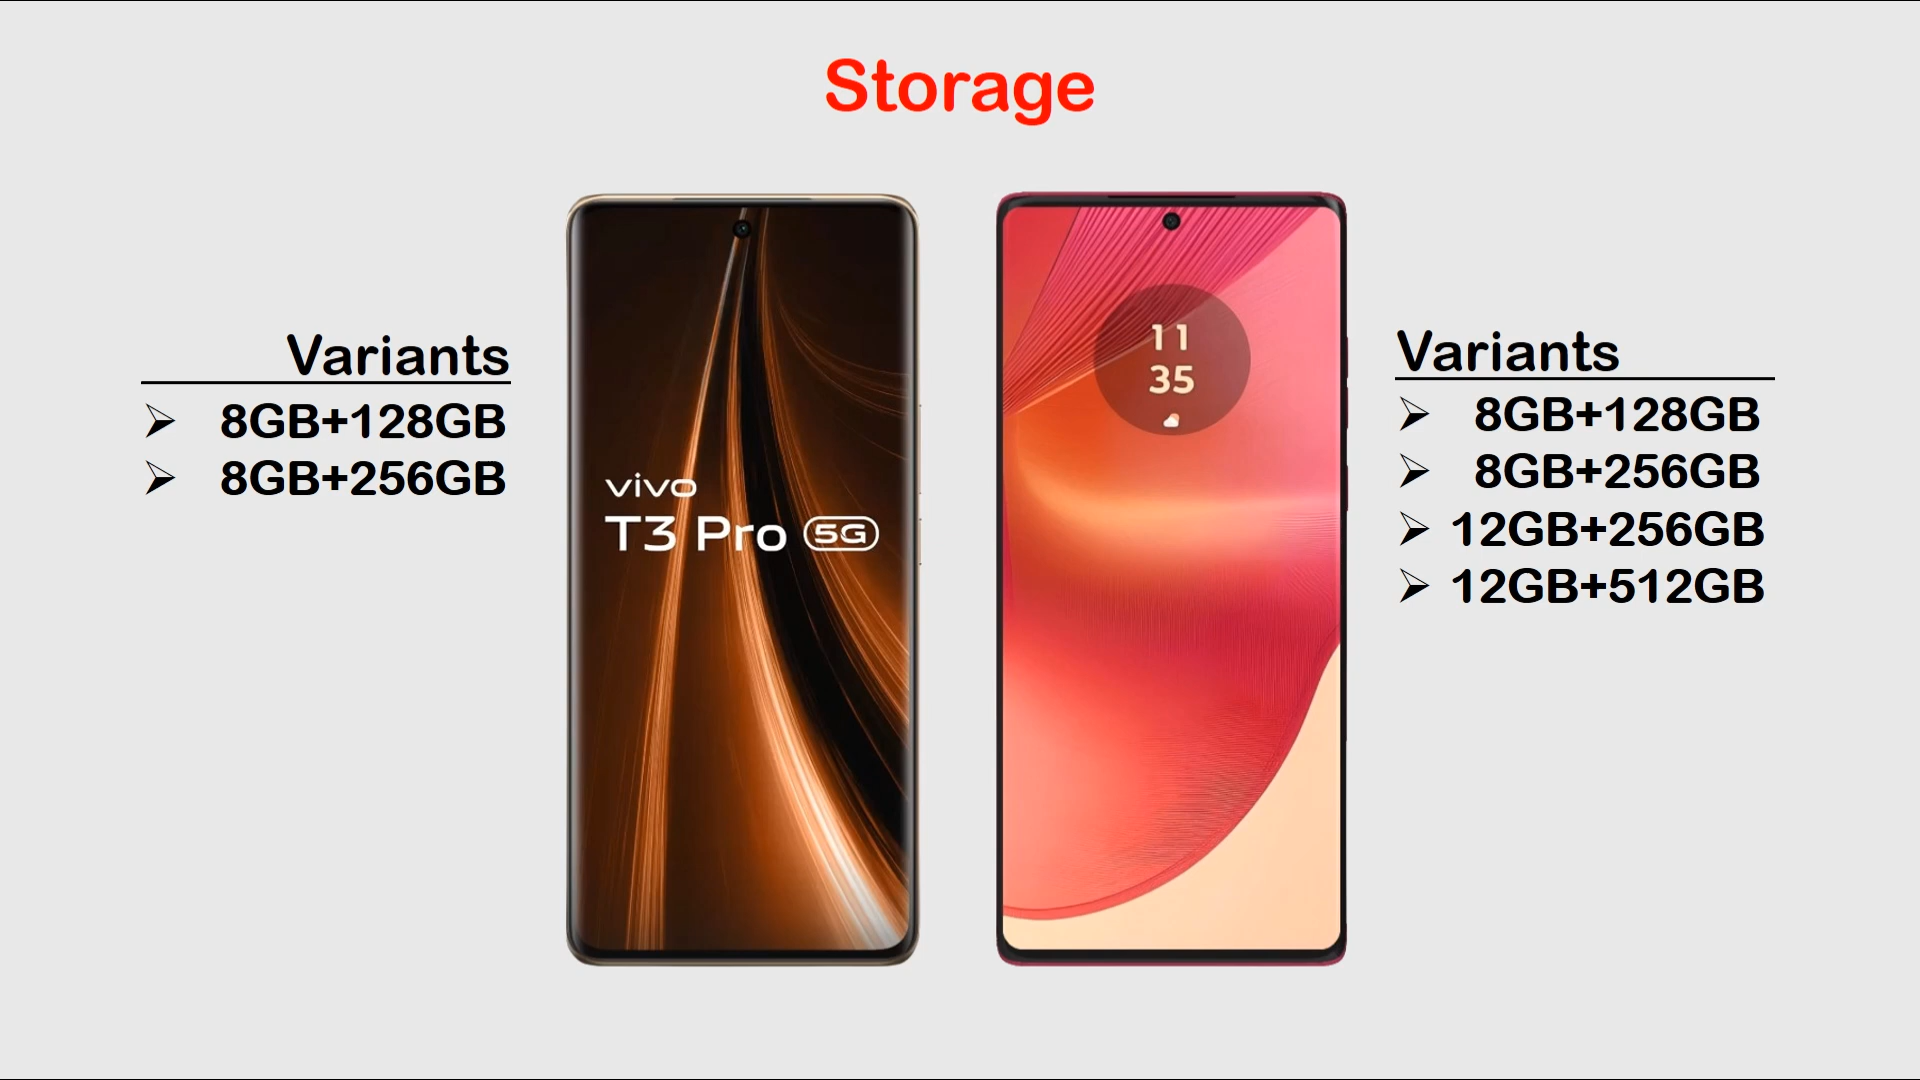 Storage
Variants
➢ 8GB+128GB
➢ 8GB+256GB
vivo
T3 Pro 5G
11
35
Variants
➢ 8GB+128GB
➢ 8GB+256GB
➢ 12GB+256GB
➢ 12GB+512GB